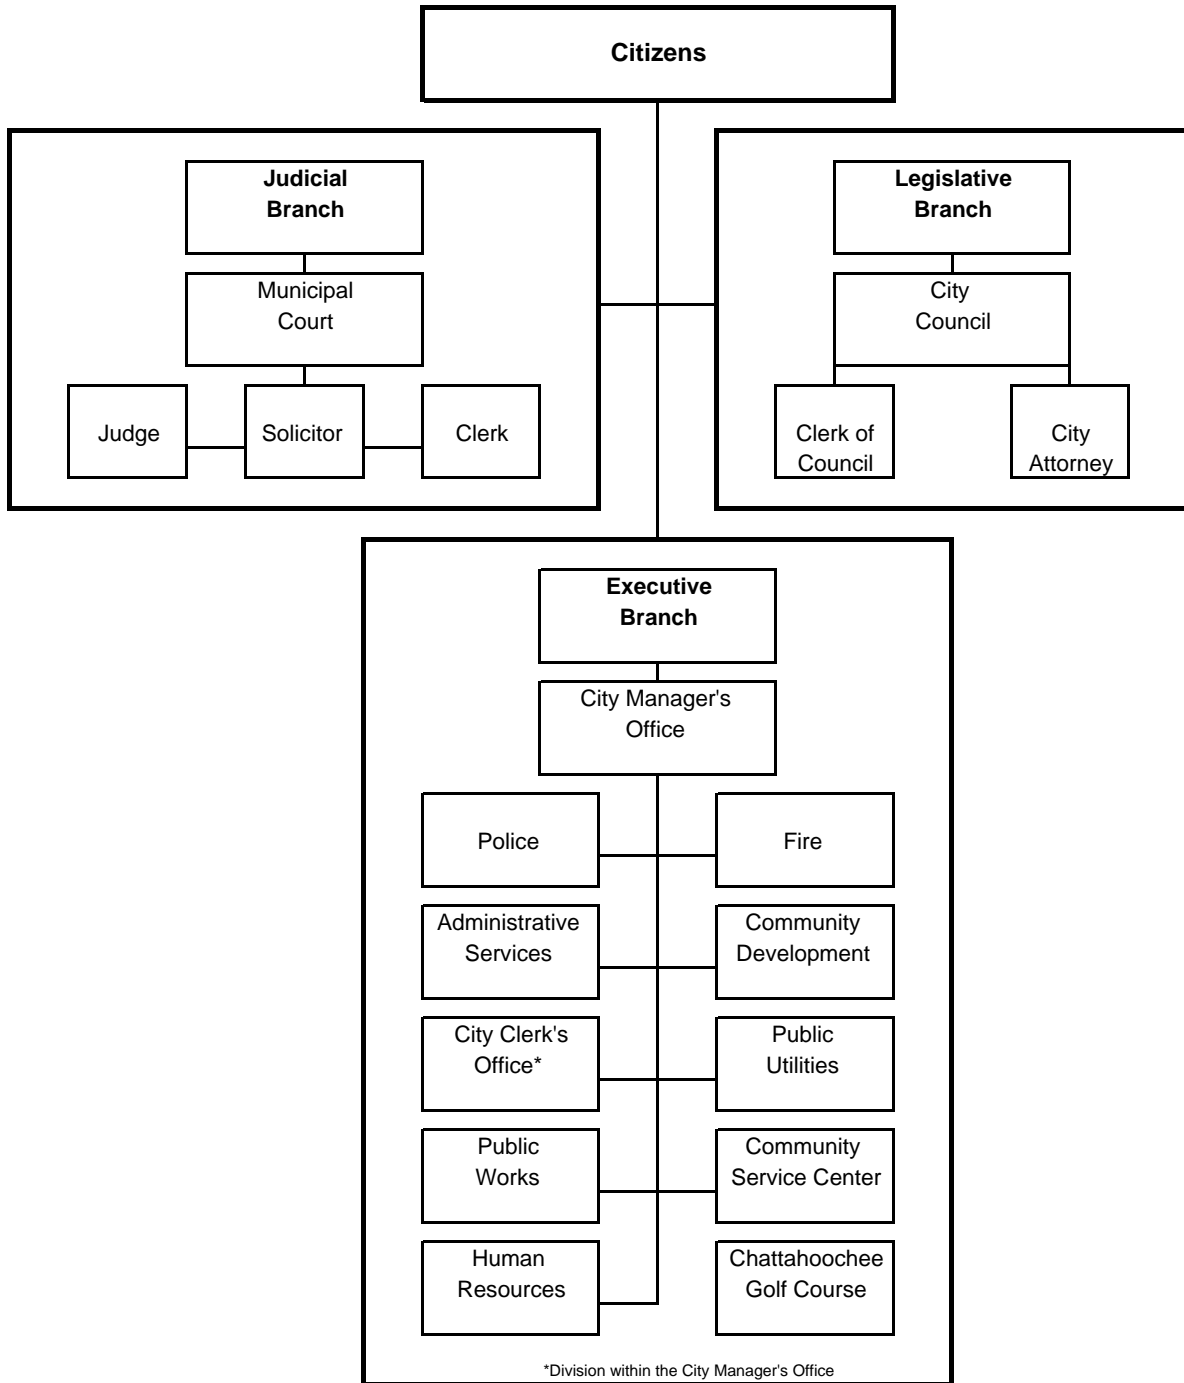 Citizens
Judicial
Branch
Legislative
Branch
Municipal
Court
City
Council
Judge
Solicitor
Clerk
Clerk of
Council
City
Attorney
Executive
Branch
City Manager's
Office
Police
Fire
Administrative
Services
Community
Development
City Clerk's
Office*
Public
Utilities
Public
Works
Community
Service Center
Human
Resources
Chattahoochee
Golf Course
*Division within the City Manager's Office